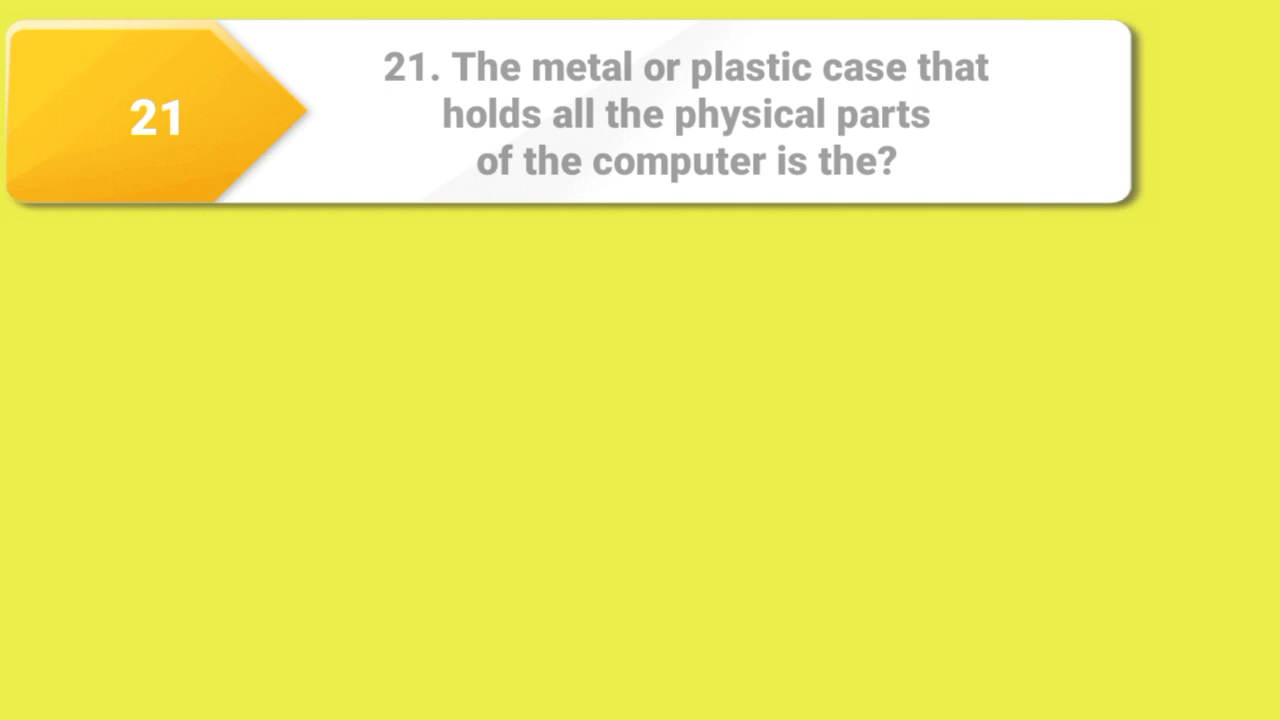 21
21. The metal or plastic case that
holds all the physical parts
of the computer is the?